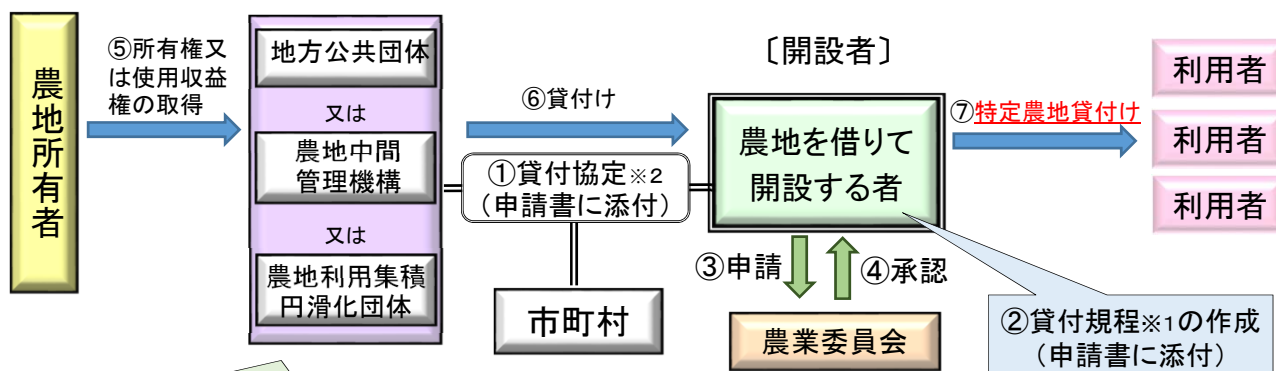 農地所有者
⑤所有権又
は使用収益
権の取得
地方公共団体
又は
農地中間
管理機構
又は
農地利用集積
円滑化団体
⑥貸付け
①貸付協定※2
（申請書に添付）
市町村
〔開設者〕
農地を借りて
開設する者
③申請
④承認
農業委員会
⑦特定農地貸付け
利用者
利用者
利用者
②貸付規程※1の作成
（申請書に添付）